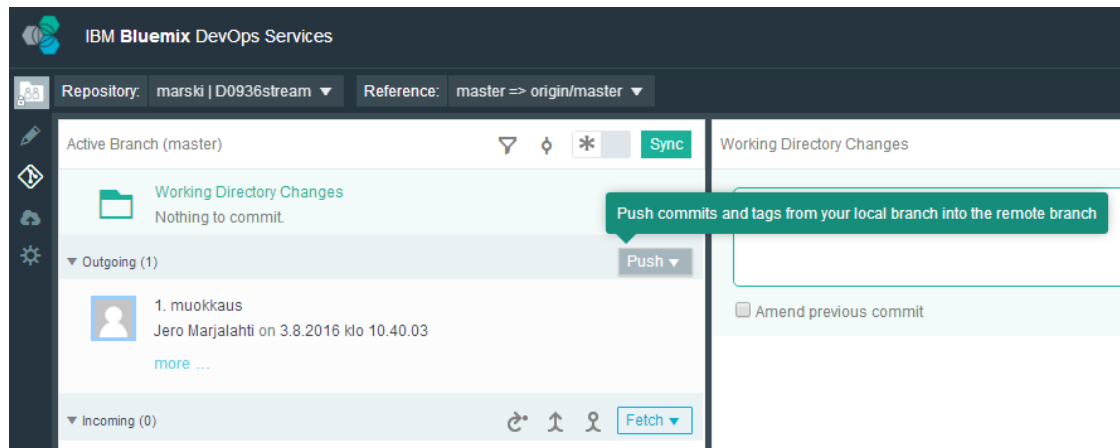 IBM Bluemix DevOps Services
Repository: marski | D0936stream Reference: master => origin/master
Active Branch (master)
Sync
Working Directory Changes
Working Directory Changes
Nothing to commit.
Push commits and tags from your local branch into the remote branch
Outgoing (1)
Push
1. muokkaus
Jero Marjalahti on 3.8.2016 klo 10.40.03
more ...
Amend previous commit
Incoming (0)
Fetch